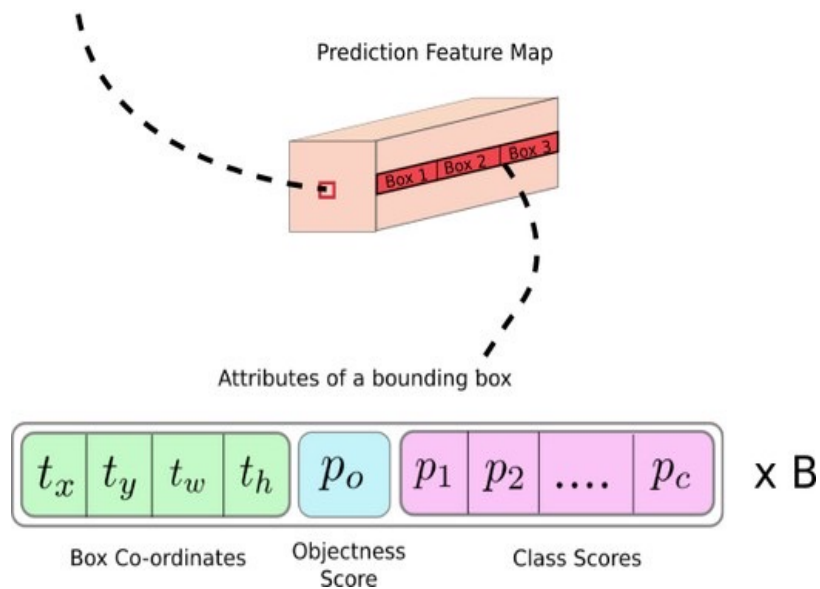 Prediction Feature Map
Box 1 Box 2 Box 3
Attributes of a bounding box
t_x t_y t_w t_h p_o p_1 p_2 .... p_c x B
Box Co-ordinates Objectness Score Class Scores